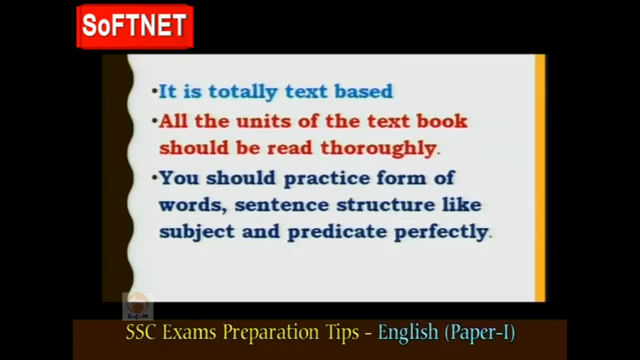 SoFTNET
•It is totally text based
•All the units of the text book
should be read thoroughly.
•You should practice form of
words, sentence structure like
subject and predicate perfectly.
SSC Exams Preparation Tips - English (Paper-I)